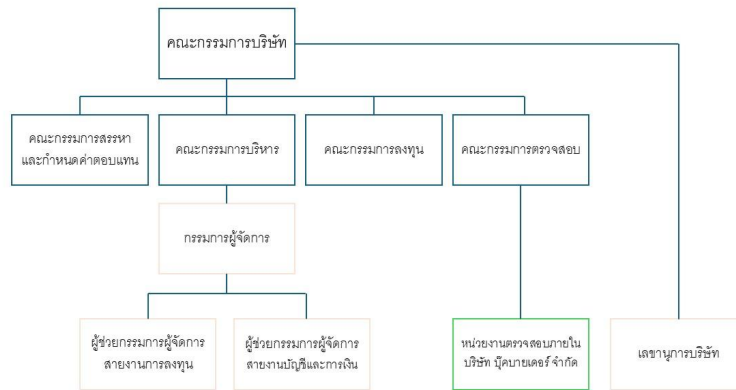 คณะกรรมการบริษัท
คณะกรรมการสรรหา
และกำหนดค่าตอบแทน
คณะกรรมการบริหาร
คณะกรรมการลงทุน
คณะกรรมการตรวจสอบ
กรรมการผู้จัดการ
ผู้ช่วยกรรมการผู้จัดการ
สายงานการลงทุน
ผู้ช่วยกรรมการผู้จัดการ
สายงานบัญชีและการเงิน
หน่วยงานตรวจสอบภายใน
บริษัท บุ๊คบายเดอร์ จำกัด
เลขานุการบริษัท